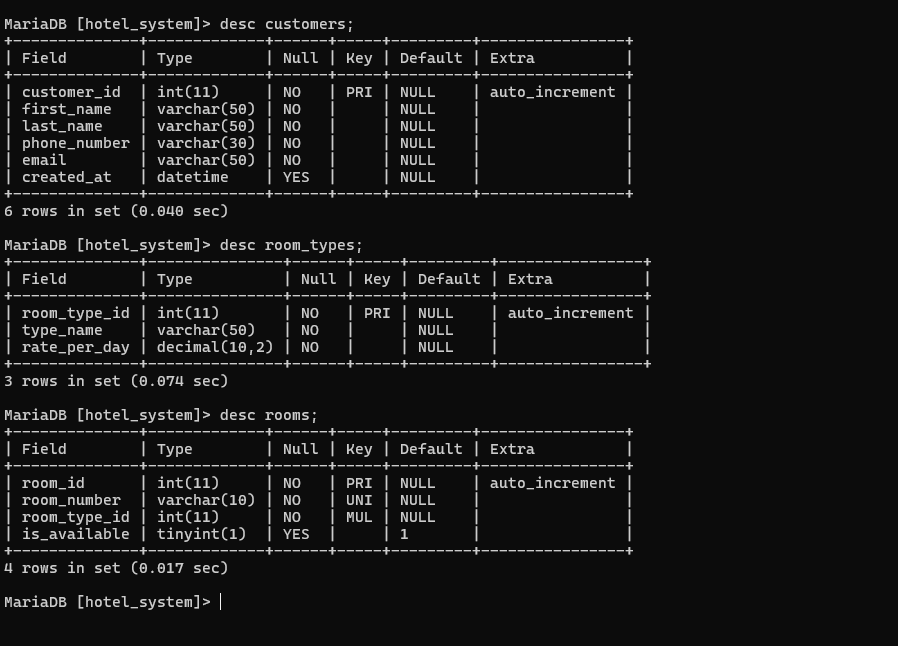 MariaDB [hotel_system]> desc customers;
+--------------+-------------+------+-----+---------+----------------+
| Field        | Type        | Null | Key | Default | Extra          |
+--------------+-------------+------+-----+---------+----------------+
| customer_id  | int(11)     | NO   | PRI | NULL    | auto_increment |
| first_name   | varchar(50) | NO   |     | NULL    |                |
| last_name    | varchar(50) | NO   |     | NULL    |                |
| phone_number | varchar(30) | NO   |     | NULL    |                |
| email        | varchar(50) | NO   |     | NULL    |                |
| created_at   | datetime    | YES  |     | NULL    |                |
+--------------+-------------+------+-----+---------+----------------+
6 rows in set (0.040 sec)

MariaDB [hotel_system]> desc room_types;
+--------------+---------------+------+-----+---------+----------------+
| Field        | Type          | Null | Key | Default | Extra          |
+--------------+---------------+------+-----+---------+----------------+
| room_type_id | int(11)       | NO   | PRI | NULL    | auto_increment |
| type_name    | varchar(50)   | NO   |     | NULL    |                |
| rate_per_day | decimal(10,2) | NO   |     | NULL    |                |
+--------------+---------------+------+-----+---------+----------------+
3 rows in set (0.074 sec)

MariaDB [hotel_system]> desc rooms;
+--------------+-------------+------+-----+---------+----------------+
| Field        | Type        | Null | Key | Default | Extra          |
+--------------+-------------+------+-----+---------+----------------+
| room_id      | int(11)     | NO   | PRI | NULL    | auto_increment |
| room_number  | varchar(10) | NO   | UNI | NULL    |                |
| room_type_id | int(11)     | NO   | MUL | NULL    |                |
| is_available | tinyint(1)  | YES  |     | 1       |                |
+--------------+-------------+------+-----+---------+----------------+
4 rows in set (0.017 sec)

MariaDB [hotel_system]>